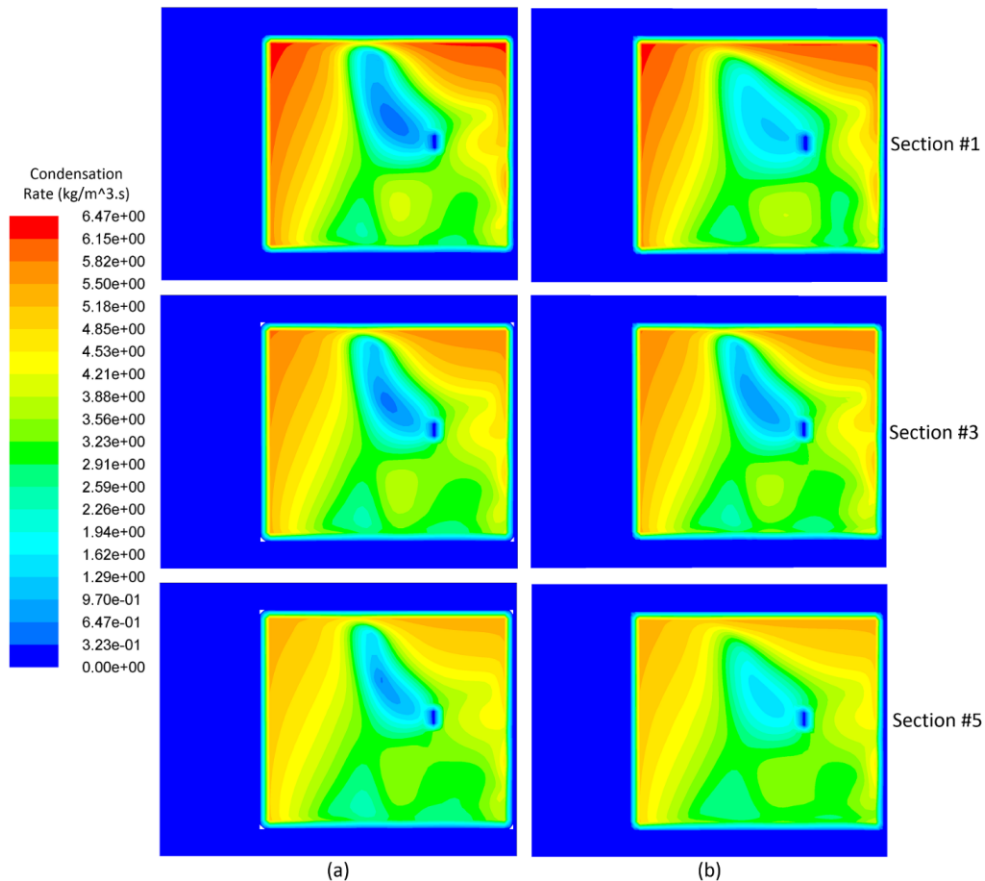 Condensation
Rate (kg/m^3.s)
6.47e+00
6.15e+00
5.82e+00
5.50e+00
5.18e+00
4.85e+00
4.53e+00
4.21e+00
3.88e+00
3.56e+00
3.23e+00
2.91e+00
2.59e+00
2.26e+00
1.94e+00
1.62e+00
1.29e+00
9.70e-01
6.47e-01
3.23e-01
0.00e+00
Section #1
Section #3
Section #5
(a)
(b)